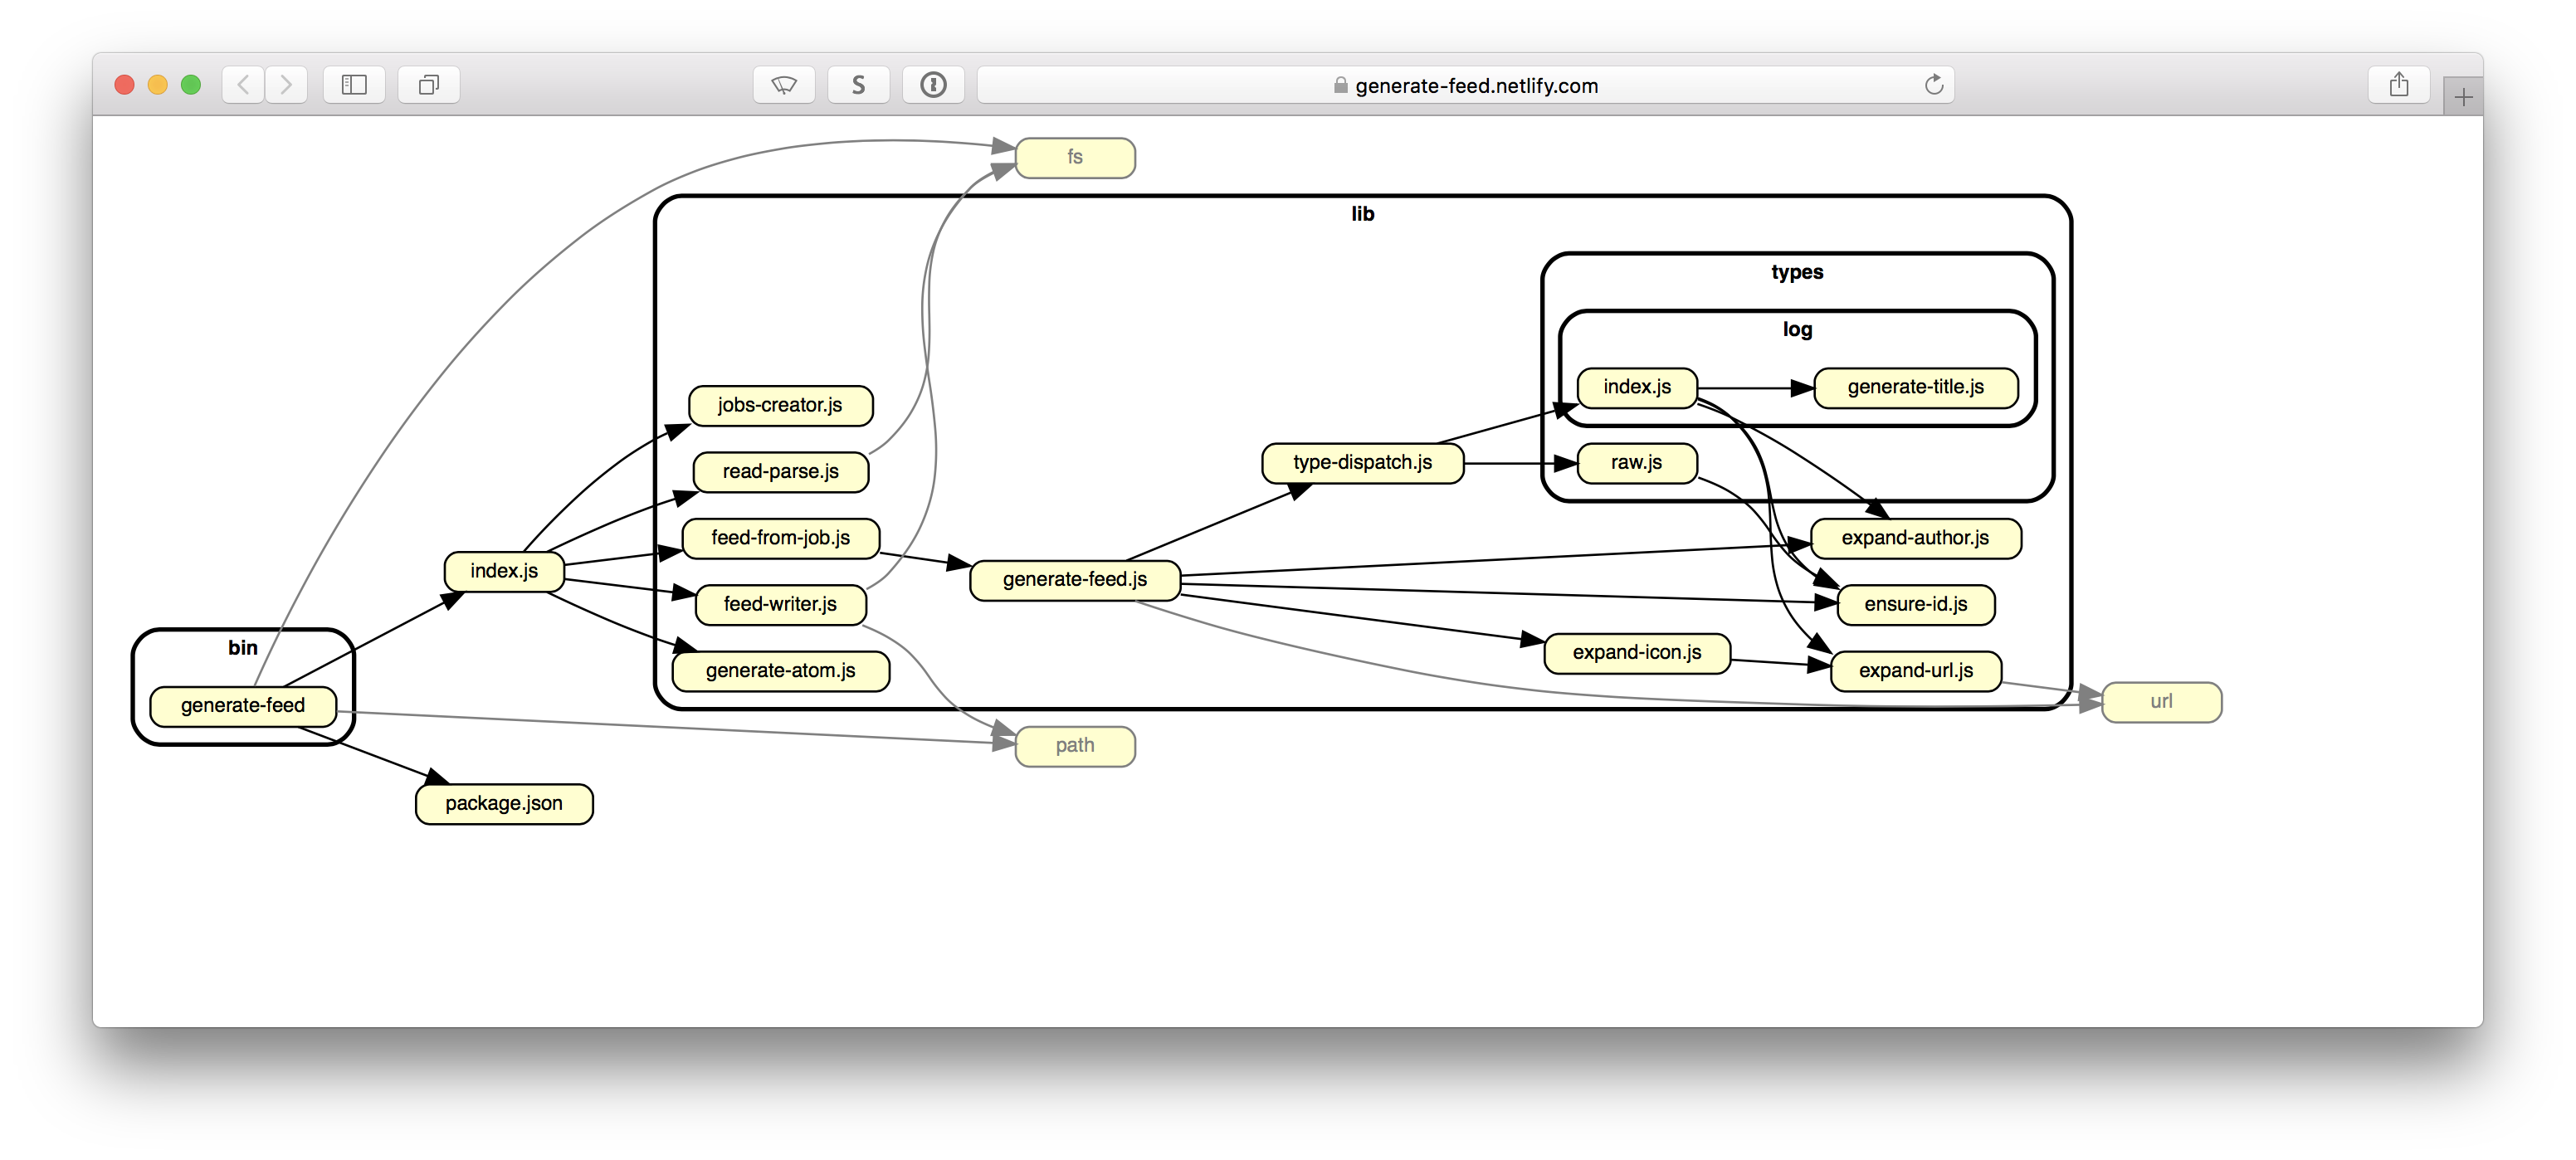 S
generate-feed.netlify.com
fs
lib
types
log
index.js
generate-title.js
jobs-creator.js
type-dispatch.js
raw.js
read-parse.js
feed-from-job.js
expand-author.js
index.js
generate-feed.js
feed-writer.js
ensure-id.js
bin
expand-icon.js
generate-atom.js
expand-url.js
generate-feed
url
path
package.json